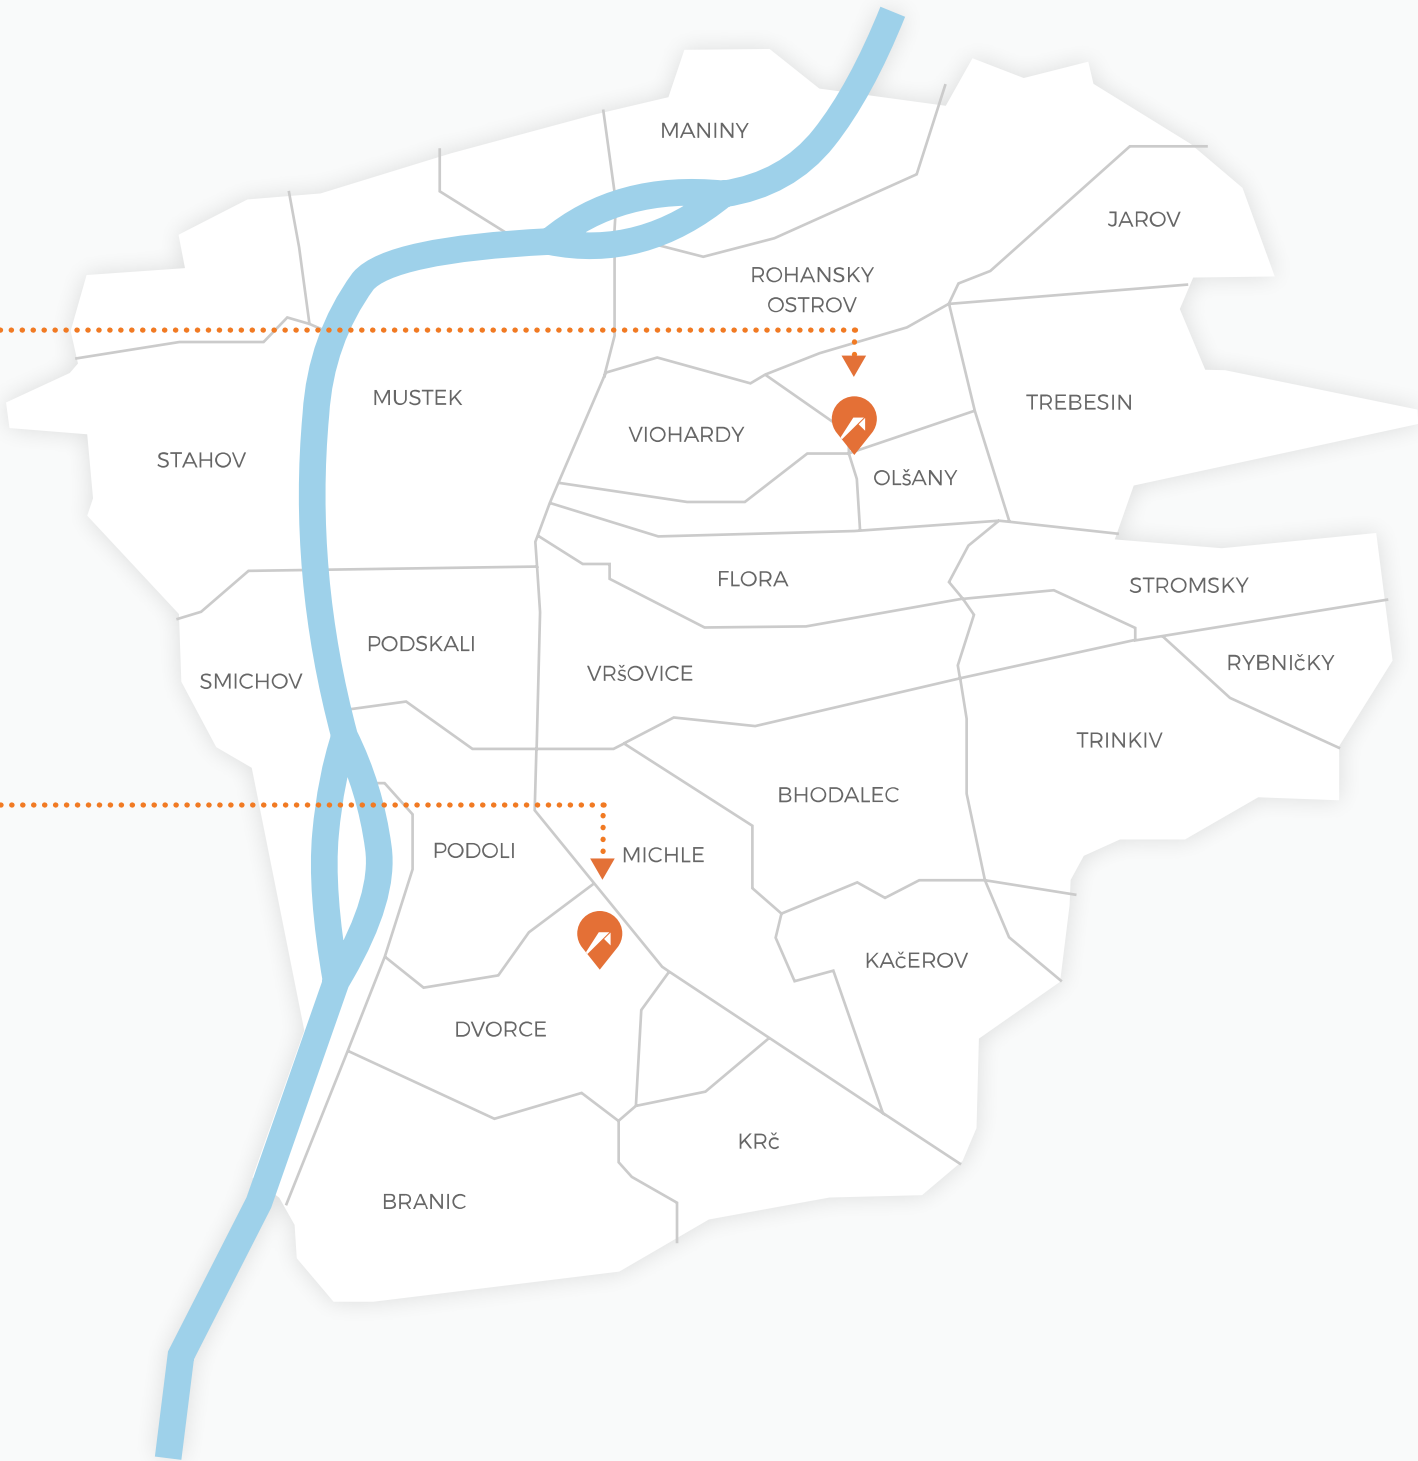 MANINY
JAROV
ROHANSKY
OSTROV
MUSTEK
TREBESIN
VIOHARDY
STAHOV
OLšANY
FLORA
STROMSKY
PODSKALI
RYBNIčKY
VRšOVICE
SMICHOV
TRINKIV
BHODALEC
PODOLI
MICHLE
KAčEROV
DVORCE
KRč
BRANIC